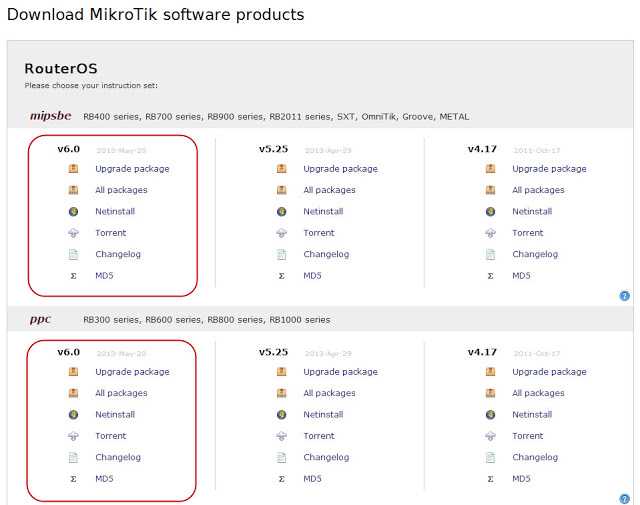 Download MikroTik software products
RouterOS
Please choose your instruction set:
mipsbe RB400 series, RB700 series, RB900 series, RB2011 series, SXT, OmniTik, Groove, METAL
v6.0 2013-May-20 v5.25 2013-Apr-29 v4.17 2011-Oct-17
Upgrade package Upgrade package Upgrade package
All packages All packages All packages
Netinstall Netinstall Netinstall
Torrent Torrent Torrent
Changelog Changelog Changelog
Σ MD5 Σ MD5 Σ MD5
?
ppc RB300 series, RB600 series, RB800 series, RB1000 series
v6.0 2013-May-20 v5.25 2013-Apr-29 v4.17 2011-Oct-17
Upgrade package Upgrade package Upgrade package
All packages All packages All packages
Netinstall Netinstall Netinstall
Torrent Torrent Torrent
Changelog Changelog Changelog
Σ MD5 Σ MD5 Σ MD5
?